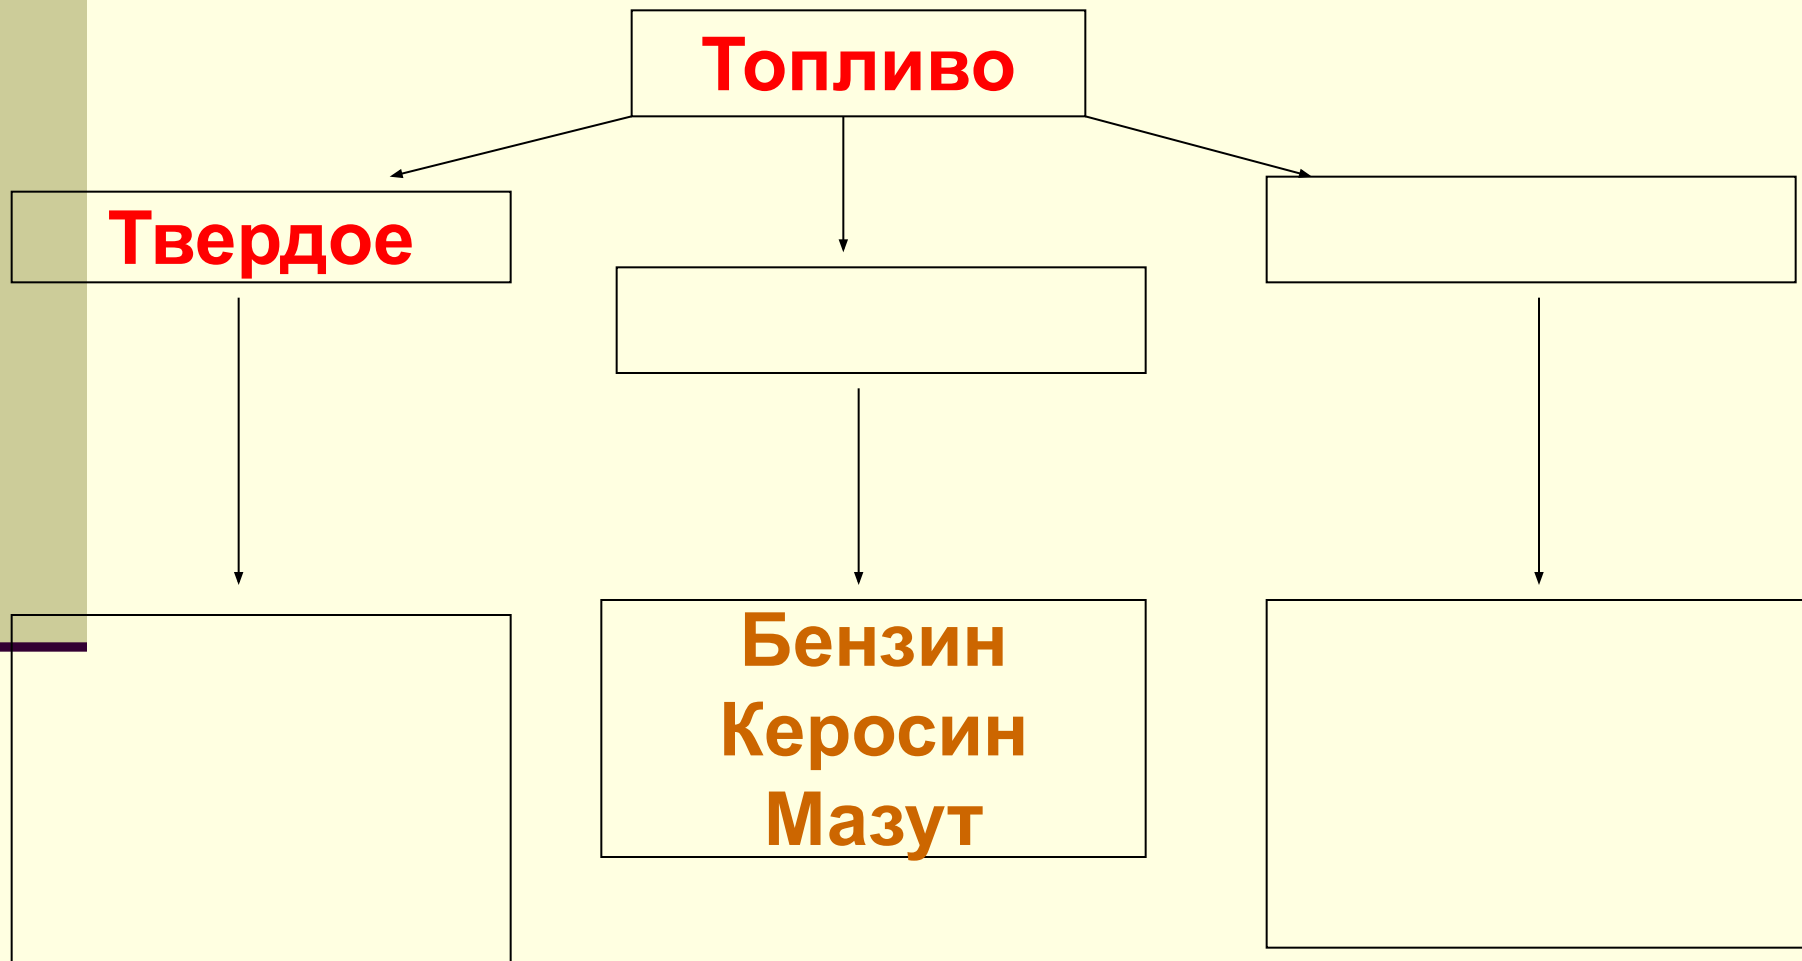 Топливо
Твердое
Бензин
Керосин
Мазут